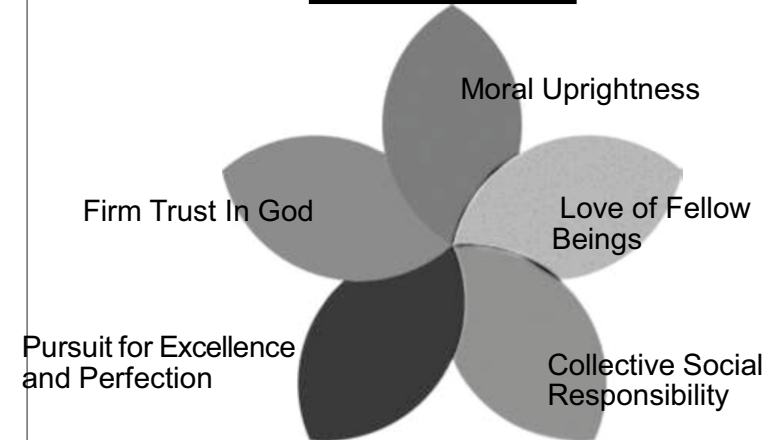 Moral Uprightness
Love of Fellow
Beings
Firm Trust In God
Pursuit for Excellence
and Perfection
Collective Social
Responsibility